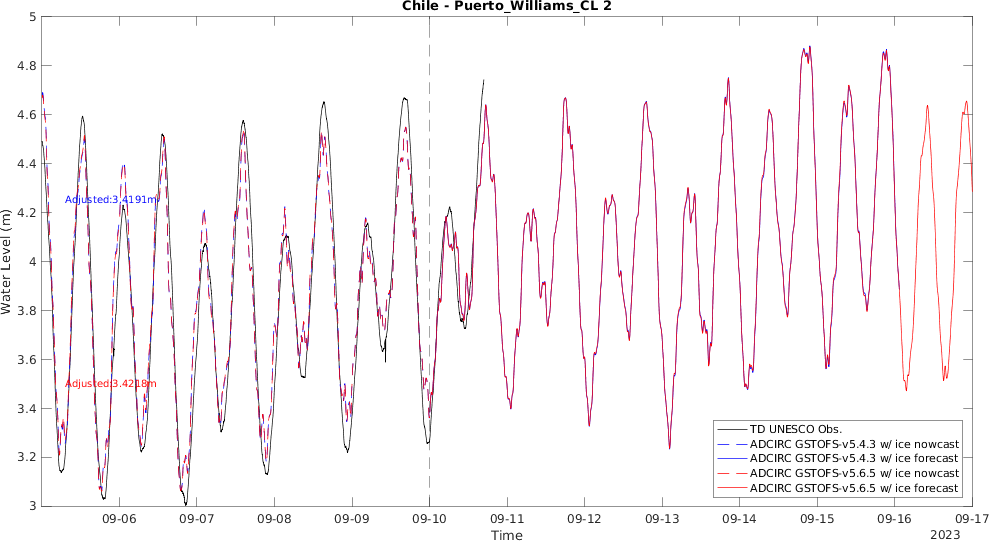 Chile - Puerto_Williams_CL 2
5
4.8
4.6
4.4
4.2
4
3.8
3.6
3.4
3.2
3
Water Level (m)
Adjusted:3.4191m
Adjusted:3.4218m
TD UNESCO Obs.
ADCIRC GSTOFS-v5.4.3 w/ ice nowcast
ADCIRC GSTOFS-v5.4.3 w/ ice forecast
ADCIRC GSTOFS-v5.6.5 w/ ice nowcast
ADCIRC GSTOFS-v5.6.5 w/ ice forecast
09-06 09-07 09-08 09-09 09-10 09-11 09-12 09-13 09-14 09-15 09-16 09-17
Time
2023